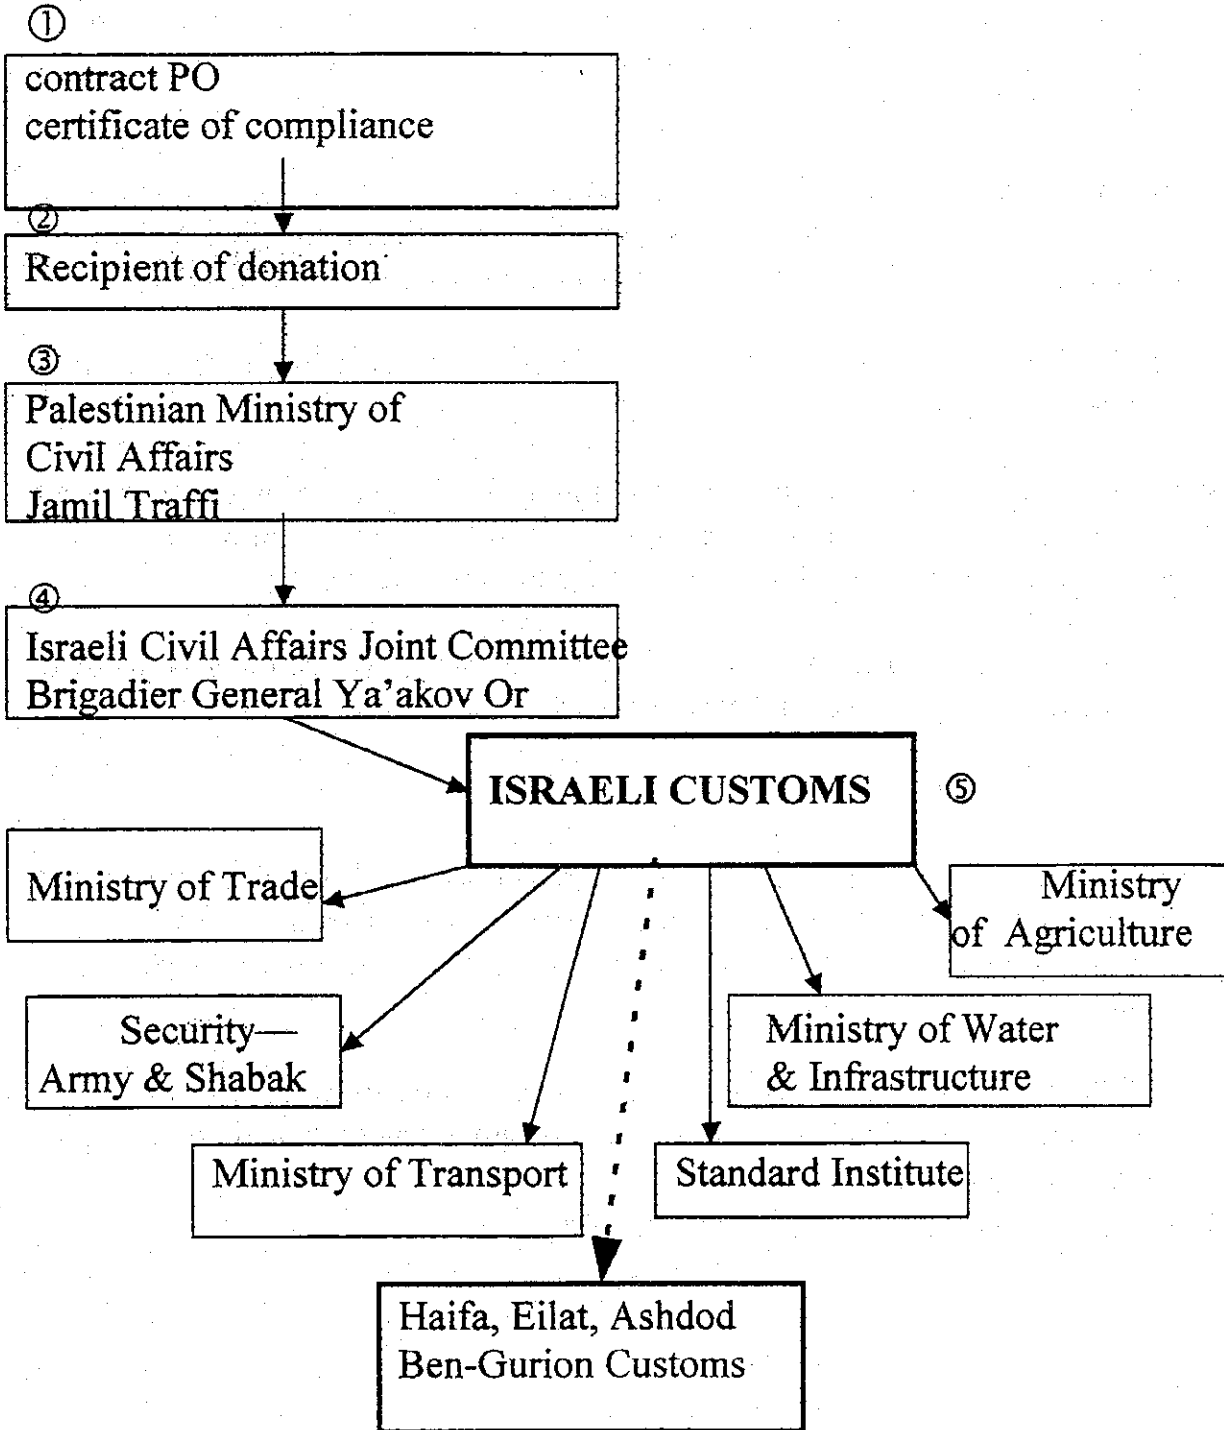 ①
contract PO
certificate of compliance
②
Recipient of donation
③
Palestinian Ministry of
Civil Affairs
Jamil Traffi
④
Israeli Civil Affairs Joint Committee
Brigadier General Ya'akov Or
ISRAELI CUSTOMS
⑤
Ministry of Trade
Ministry
of Agriculture
Security—
Army & Shabak
Ministry of Water
& Infrastructure
Ministry of Transport
Standard Institute
Haifa, Eilat, Ashdod
Ben-Gurion Customs